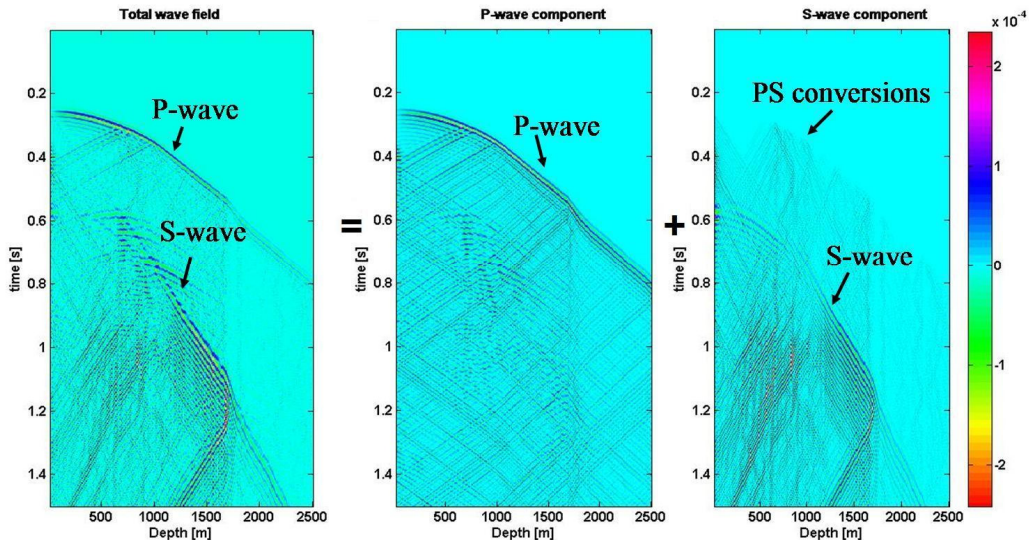 Total wave field
P-wave component
S-wave component
x 10-4
P-wave
S-wave
time [s]
0.2
0.4
0.6
0.8
1
1.2
1.4
500 1000 1500 2000 2500
Depth [m]
=
P-wave
time [s]
0.2
0.4
0.6
0.8
1
1.2
1.4
500 1000 1500 2000 2500
Depth [m]
+
PS conversions
S-wave
time [s]
0.2
0.4
0.6
0.8
1
1.2
1.4
500 1000 1500 2000 2500
Depth [m]
2
1
0
-1
-2